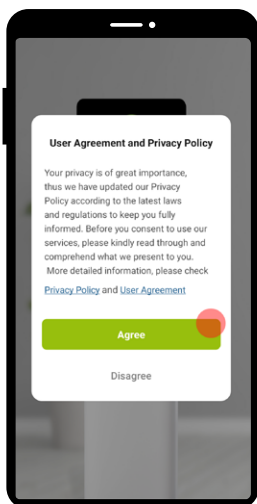 User Agreement and Privacy Policy
Your privacy is of great importance,
thus we have updated our Privacy
Policy according to the latest laws
and regulations to keep you fully
informed. Before you consent to use our
services, please kindly read through and
comprehend what we present to you.
More detailed information, please check
Privacy Policy and User Agreement
Agree
Disagree